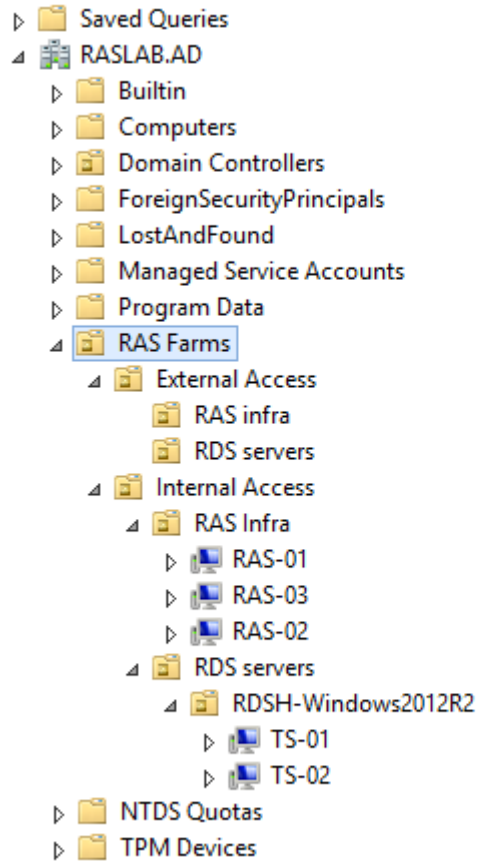 Saved Queries
RASLAB.AD
Builtin
Computers
Domain Controllers
ForeignSecurityPrincipals
LostAndFound
Managed Service Accounts
Program Data
RAS Farms
External Access
RAS infra
RDS servers
Internal Access
RAS Infra
RAS-01
RAS-03
RAS-02
RDS servers
RDSH-Windows2012R2
TS-01
TS-02
NTDS Quotas
TPM Devices